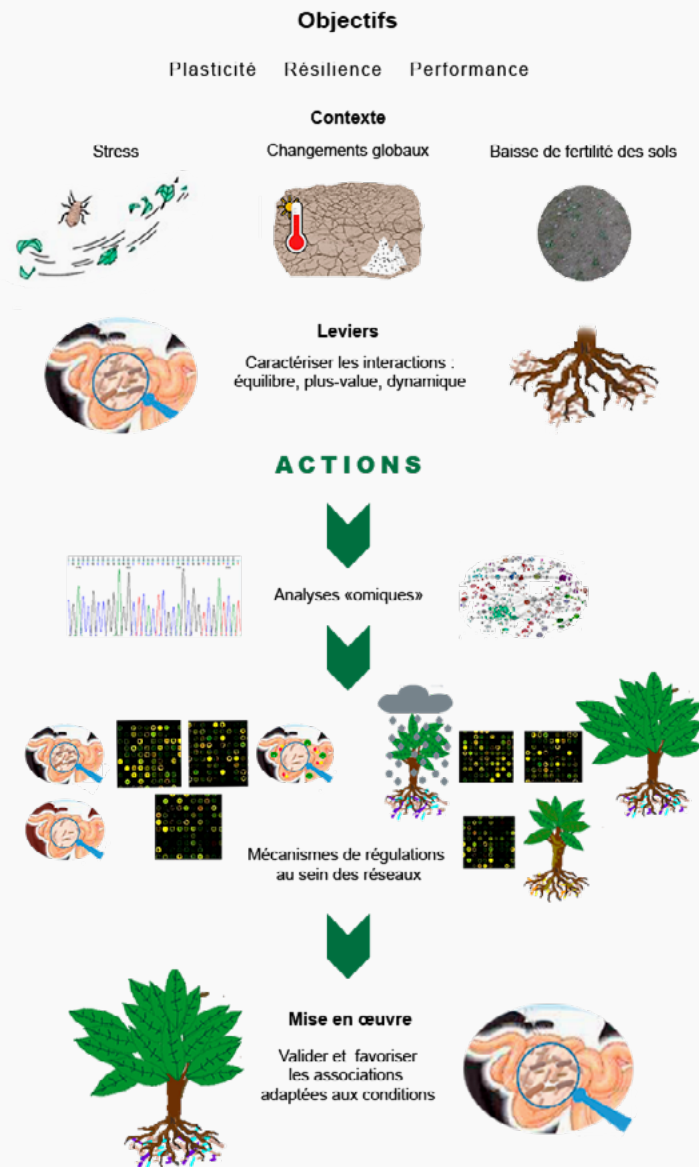 Objectifs
Plasticité Résilience Performance
Contexte
Stress
Changements globaux
Baisse de fertilité des sols
Leviers
Caractériser les interactions :
équilibre, plus-value, dynamique
ACTIONS
Analyses «omiques»
Mécanismes de régulations
au sein des réseaux
Mise en œuvre
Valider et favoriser
les associations
adaptées aux conditions